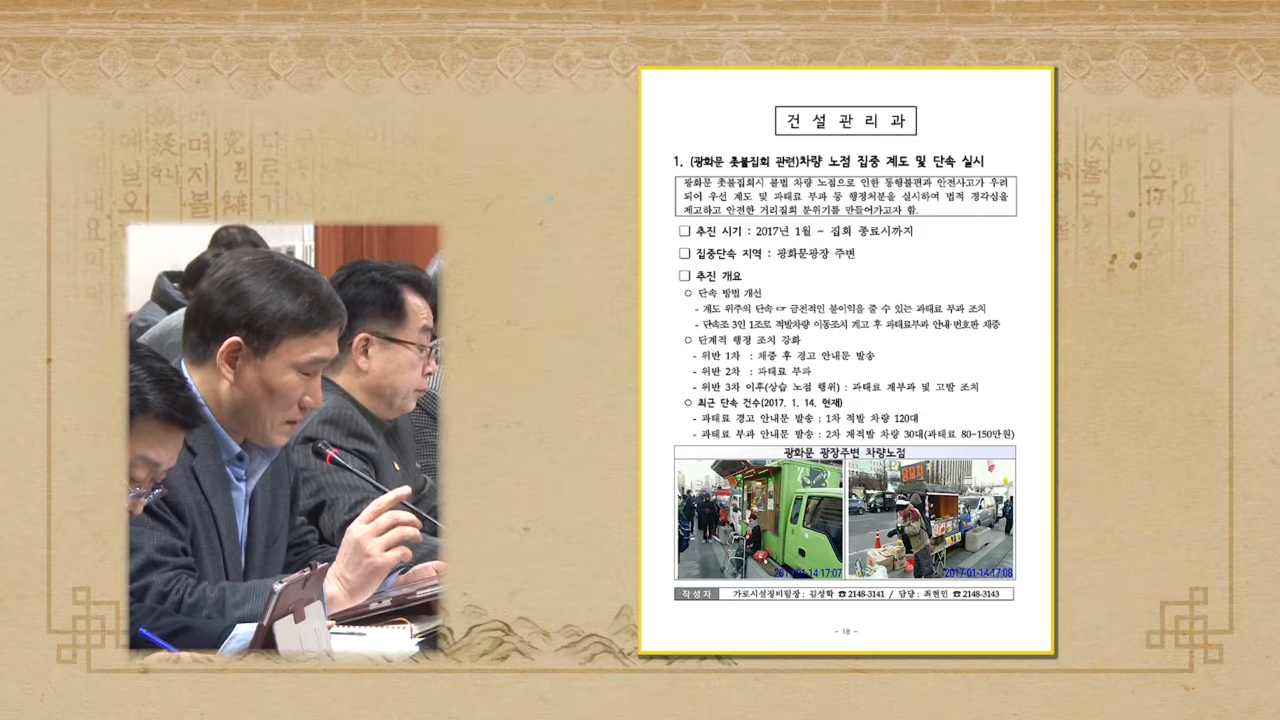 건 설 관 리 과
1. (광화문 촛불집회 관련)차량 노점 집중 계도 및 단속 실시
광화문 촛불집회시 불법 차량 노점으로 인한 통행불편과 안전사고가 우려
되어 우선 계도 및 과태료 부과 등 행정처분을 실시하여 법적 경각심을
제고하고 안전한 거리집회 분위기를 만들어가고자 함.
❑ 추진 시기 : 2017년 1월 ~ 집회 종료시까지
❑ 집중단속 지역 : 광화문광장 주변
❑ 추진 개요
○ 단속 방법 개선
- 계도 위주의 단속 ☞ 금전적인 불이익을 줄 수 있는 과태료 부과 조치
- 단속조 3인 1조로 적발차량 이동조치 계고 후 과태료부과 안내·번호판 채증
○ 단계적 행정 조치 강화
- 위반 1차 : 채증 후 경고 안내문 발송
- 위반 2차 : 과태료 부과
- 위반 3차 이후(상습 노점 행위) : 과태료 재부과 및 고발 조치
○ 최근 단속 건수(2017. 1. 14. 현재)
- 과태료 경고 안내문 발송 : 1차 적발 차량 120대
- 과태료 부과 안내문 발송 : 2차 재적발 차량 30대(과태료 80~150만원)
광화문 광장주변 차량노점
2017-01-14 17:07
2017-01-14 17:08
작성자 가로시설정비팀장 : 김성학 ☎2148-3141 / 담당 : 최현민 ☎2148-3143
- 18 -